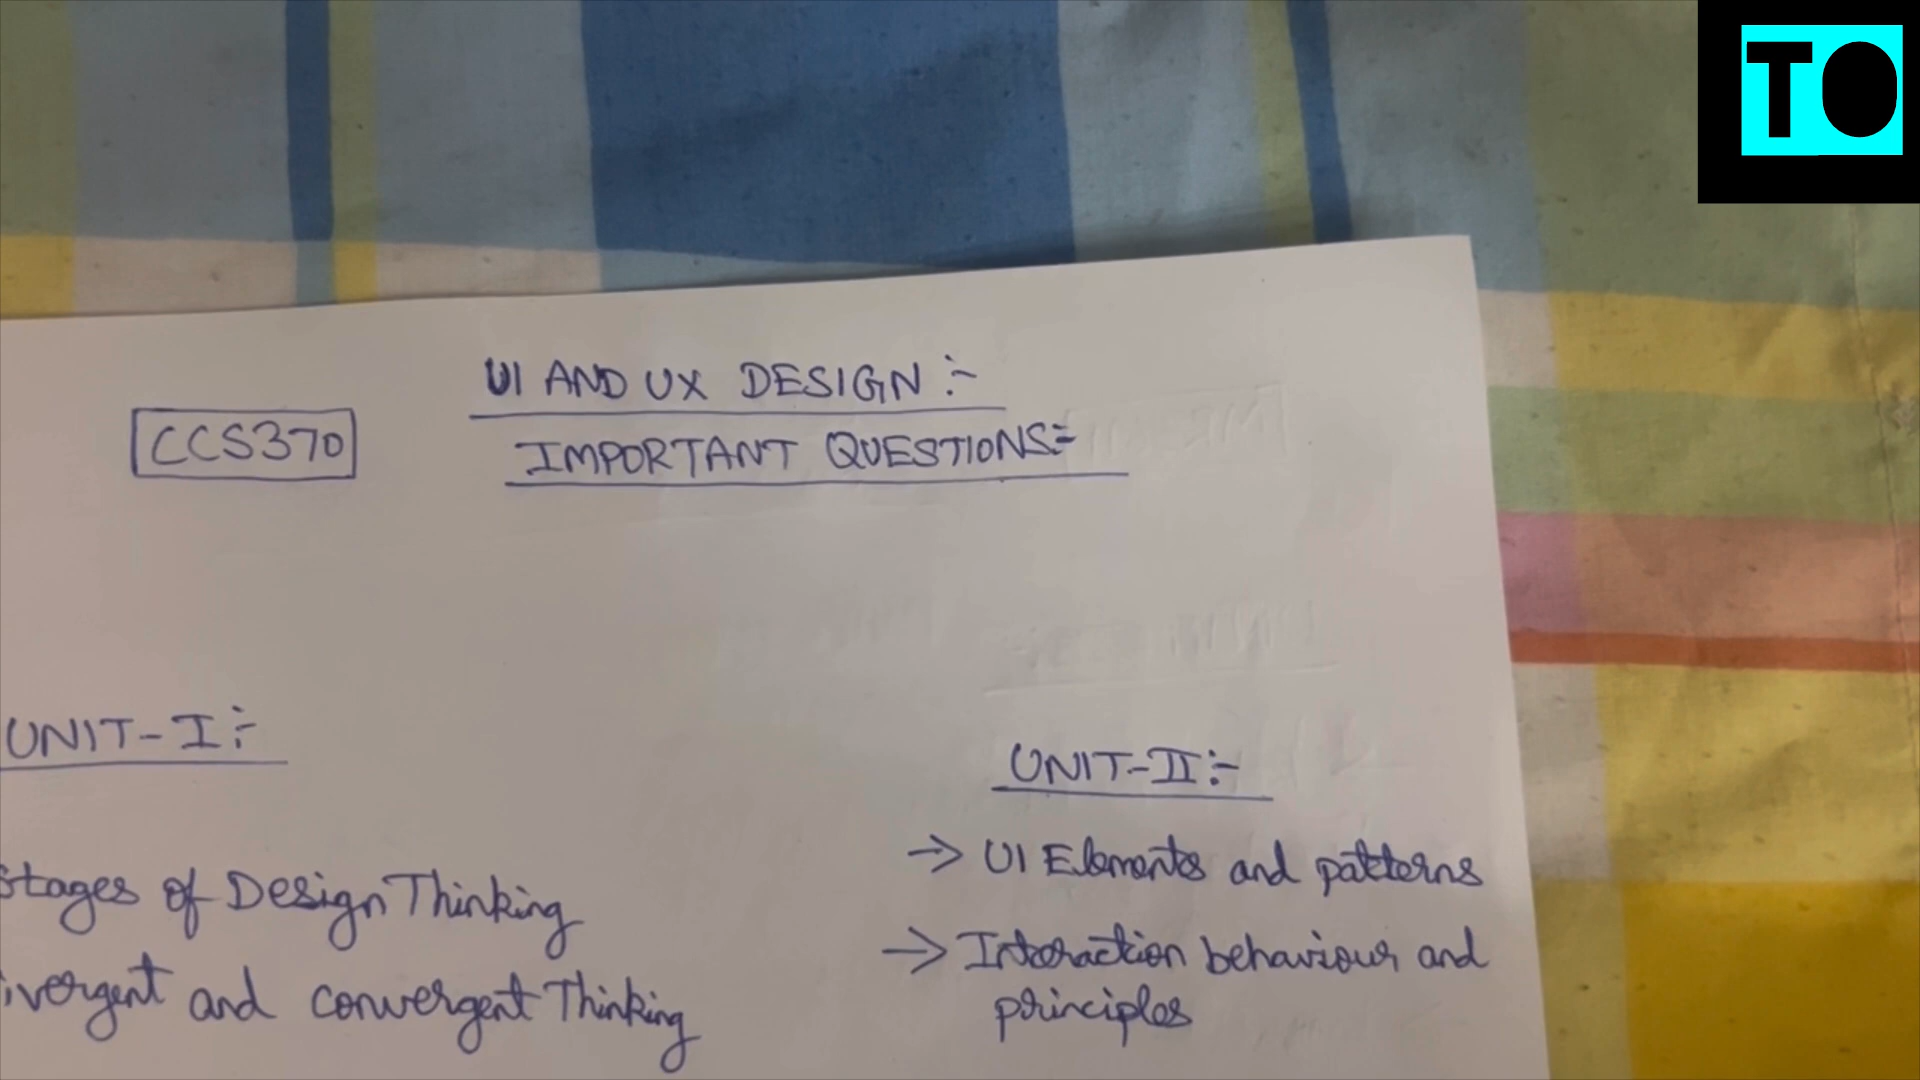 TO
UI AND UX DESIGN :-
CCS370
IMPORTANT QUESTIONS:-
UNIT-I :-
Stages of Design Thinking
ivergent and convergent Thinking
UNIT-II :-
→ UI Elements and patterns
→ Interaction behaviour and
principles